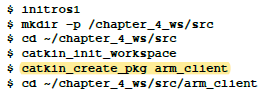 $ initros1
$ mkdir -p /chapter_4_ws/src
$ cd ~/chapter_4_ws/src
$ catkin_init_workspace
$ catkin_create_pkg arm_client
$ cd ~/chapter_4_ws/src/arm_client